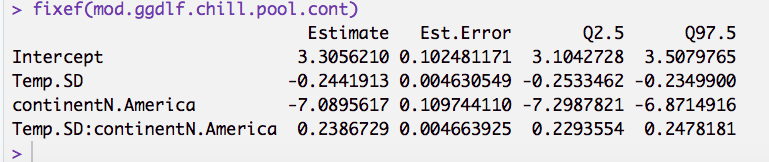 > fixef(mod.ggdlf.chill.pool.cont)
Estimate Est.Error Q2.5 Q97.5
Intercept 3.3056210 0.102481171 3.1042728 3.5079765
Temp.SD -0.2441913 0.004630549 -0.2533462 -0.2349900
continentN.America -7.0895617 0.109744110 -7.2987821 -6.8714916
Temp.SD:continentN.America 0.2386729 0.004663925 0.2293554 0.2478181
>